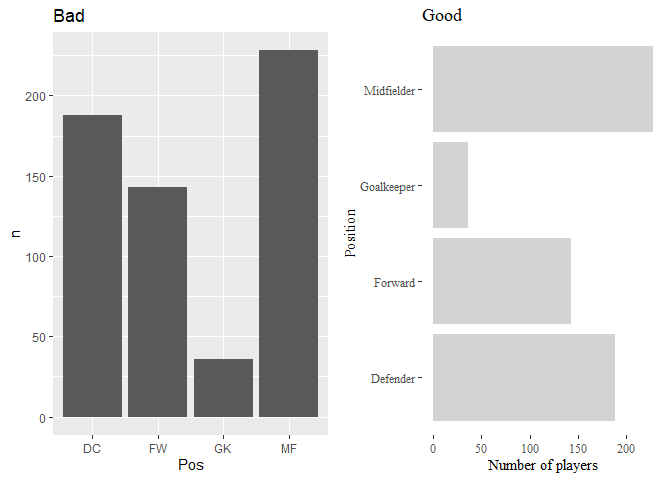 Bad
n
200
150
100
50
0
DC FW GK MF
Pos
Good
Position
Midfielder
Goalkeeper
Forward
Defender
0 50 100 150 200
Number of players